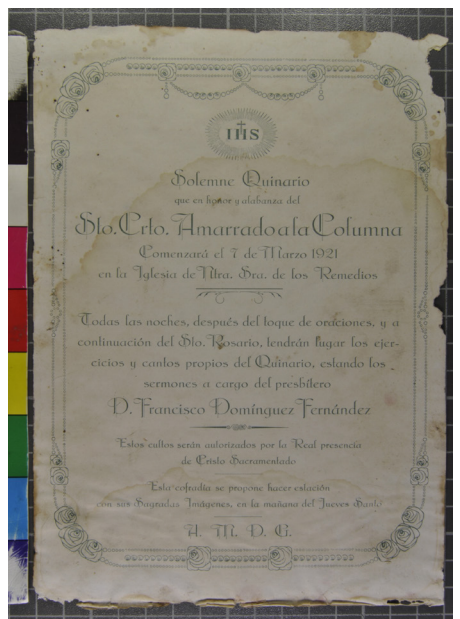 IHS
Solemne Quinario
que en honor y alabanza del
Sto. Crto. Amarrado a la Columna
Comenzará el 7 de Marzo 1921
en la Iglesia de Ntra. Sra. de los Remedios
Todas las noches, después del toque de oraciones, y a
continuación del Sto. Rosario, tendrán lugar los ejer-
cicios y cantos propios del Quinario, estando los
sermones a cargo del presbítero
D. Francisco Domínguez Fernández
Estos cultos serán autorizados por la Real presencia
de Cristo Sacramentado
Esta cofradía se propone hacer estación
con sus Sagradas Imágenes, en la mañana del Jueves Santo
A. M. D. G.